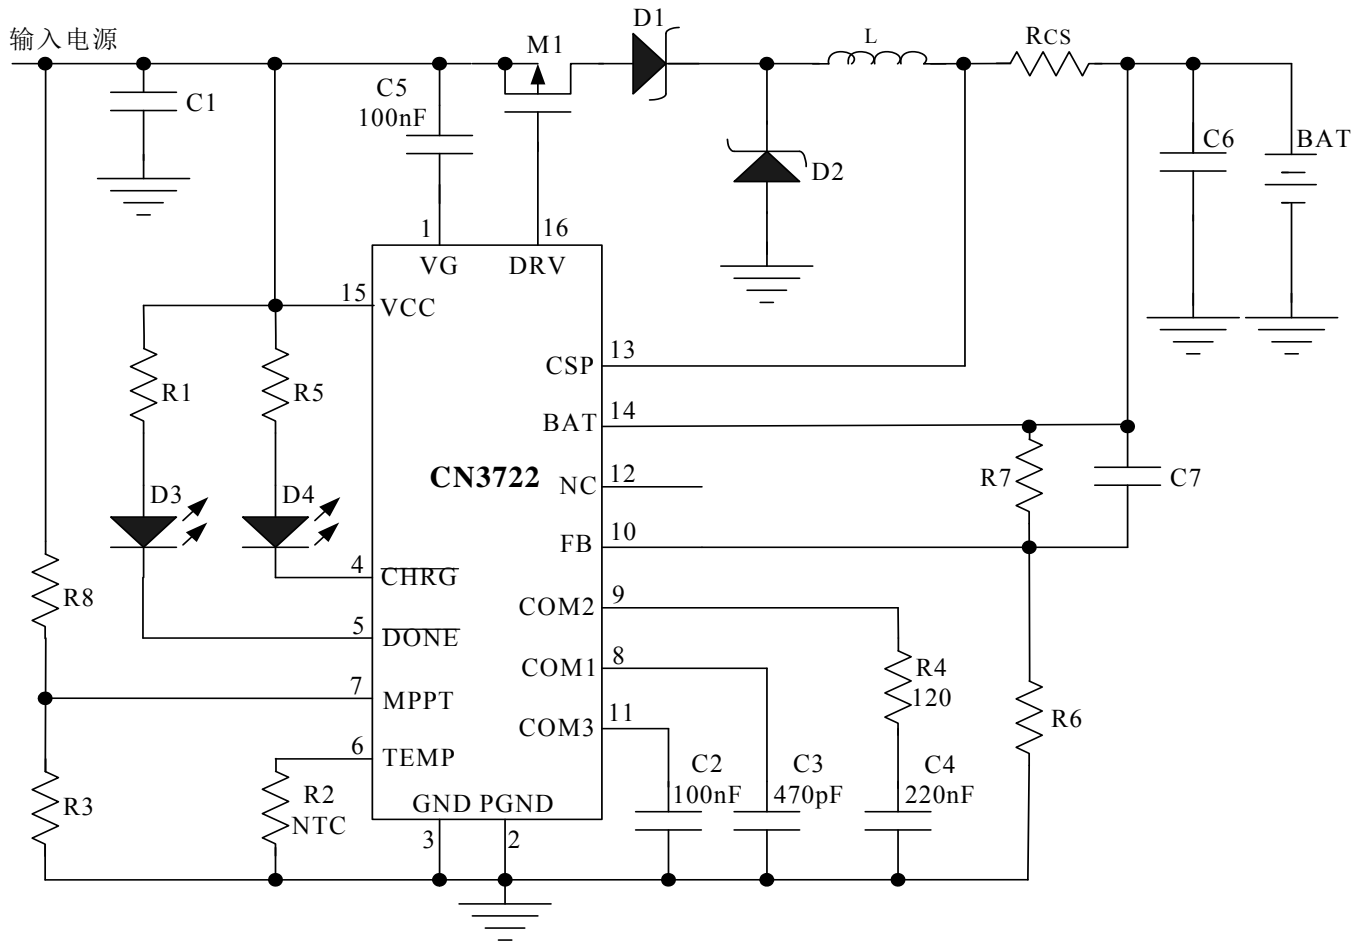 输入电源
C1
C5
100nF
M1
D1
D2
L
RCS
C6
BAT
1
16
VG
DRV
15
VCC
R1
R5
D3
D4
4
CHRG
5
DONE
R8
7
MPPT
6
TEMP
R3
R2
NTC
CN3722
CSP
13
BAT
14
NC
12
FB
10
COM2
9
COM1
8
COM3
11
R7
C7
R4
120
R6
C2
100nF
C3
470pF
C4
220nF
GND
PGND
3
2